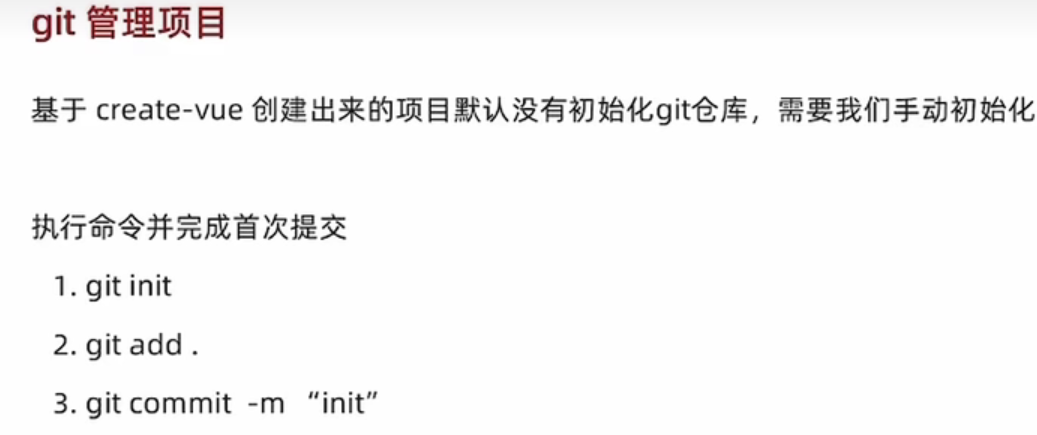 git 管理项目
基于 create-vue 创建出来的项目默认没有初始化git仓库，需要我们手动初始化
执行命令并完成首次提交
1. git init
2. git add .
3. git commit -m “init”